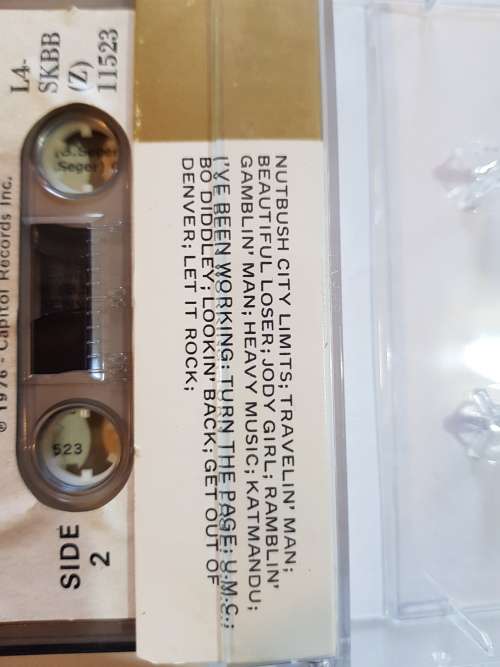 L4-
SKBB
(Z)
11523
Seger)
523
SIDE
2
℗ 1976 - Capitol Records Inc.
NUTBUSH CITY LIMITS; TRAVELIN' MAN;
BEAUTIFUL LOSER; JODY GIRL; RAMBLIN'
GAMBLIN' MAN; HEAVY MUSIC; KATMANDU;
I'VE BEEN WORKING; TURN THE PAGE; U.M.C.;
BO DIDDLEY; LOOKIN' BACK; GET OUT OF
DENVER; LET IT ROCK;